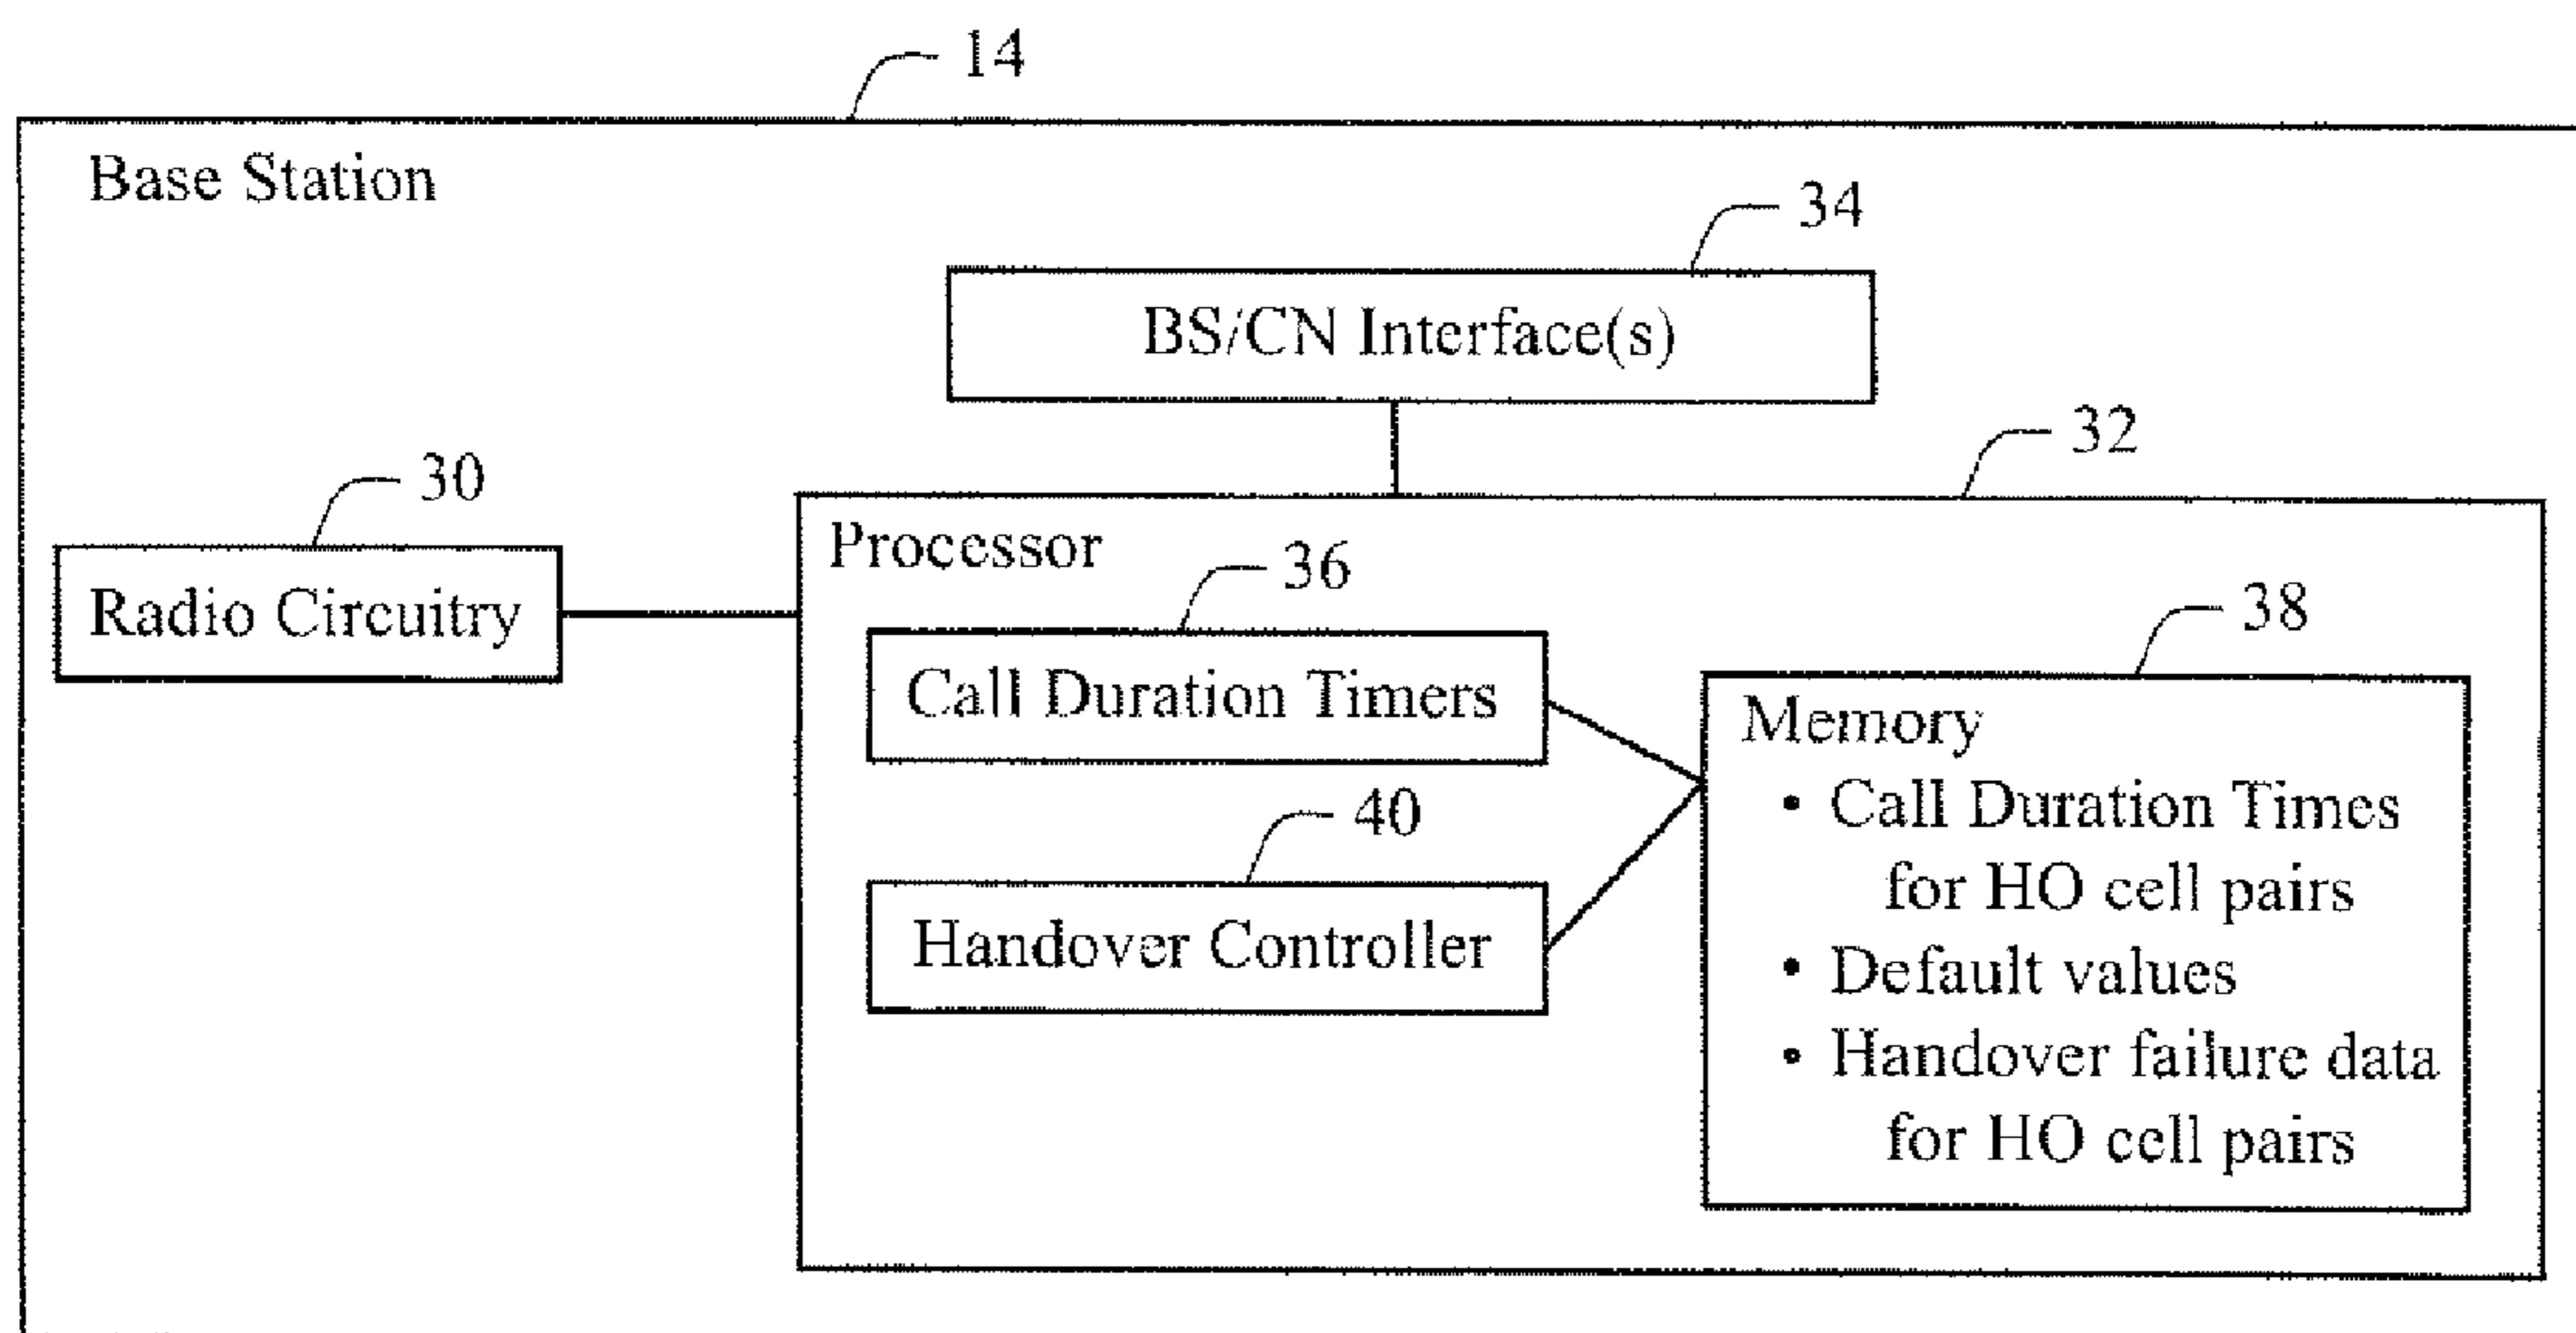 14
Base Station
34
BS/CN Interface(s)
32
30
Radio Circuitry
Processor
36
Call Duration Timers
38
Memory
• Call Duration Times
for HO cell pairs
• Default values
• Handover failure data
for HO cell pairs
40
Handover Controller